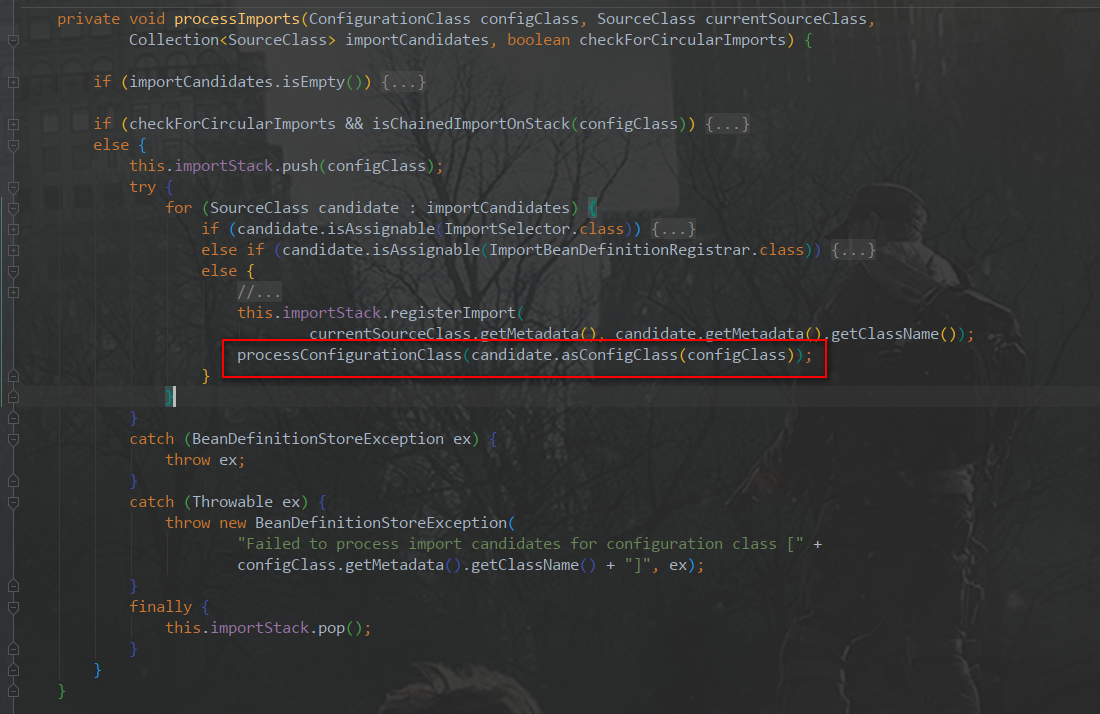 private void processImports(ConfigurationClass configClass, SourceClass currentSourceClass,
Collection<SourceClass> importCandidates, boolean checkForCircularImports) {
if (importCandidates.isEmpty()) {...}
if (checkForCircularImports && isChainedImportOnStack(configClass)) {...}
else {
this.importStack.push(configClass);
try {
for (SourceClass candidate : importCandidates) {
if (candidate.isAssignable(ImportSelector.class)) {...}
else if (candidate.isAssignable(ImportBeanDefinitionRegistrar.class)) {...}
else {
//...
this.importStack.registerImport(
currentSourceClass.getMetadata(), candidate.getMetadata().getClassName());
processConfigurationClass(candidate.asConfigClass(configClass));
}
}
}
catch (BeanDefinitionStoreException ex) {
throw ex;
}
catch (Throwable ex) {
throw new BeanDefinitionStoreException(
"Failed to process import candidates for configuration class [" +
configClass.getMetadata().getClassName() + "]", ex);
}
finally {
this.importStack.pop();
}
}
}